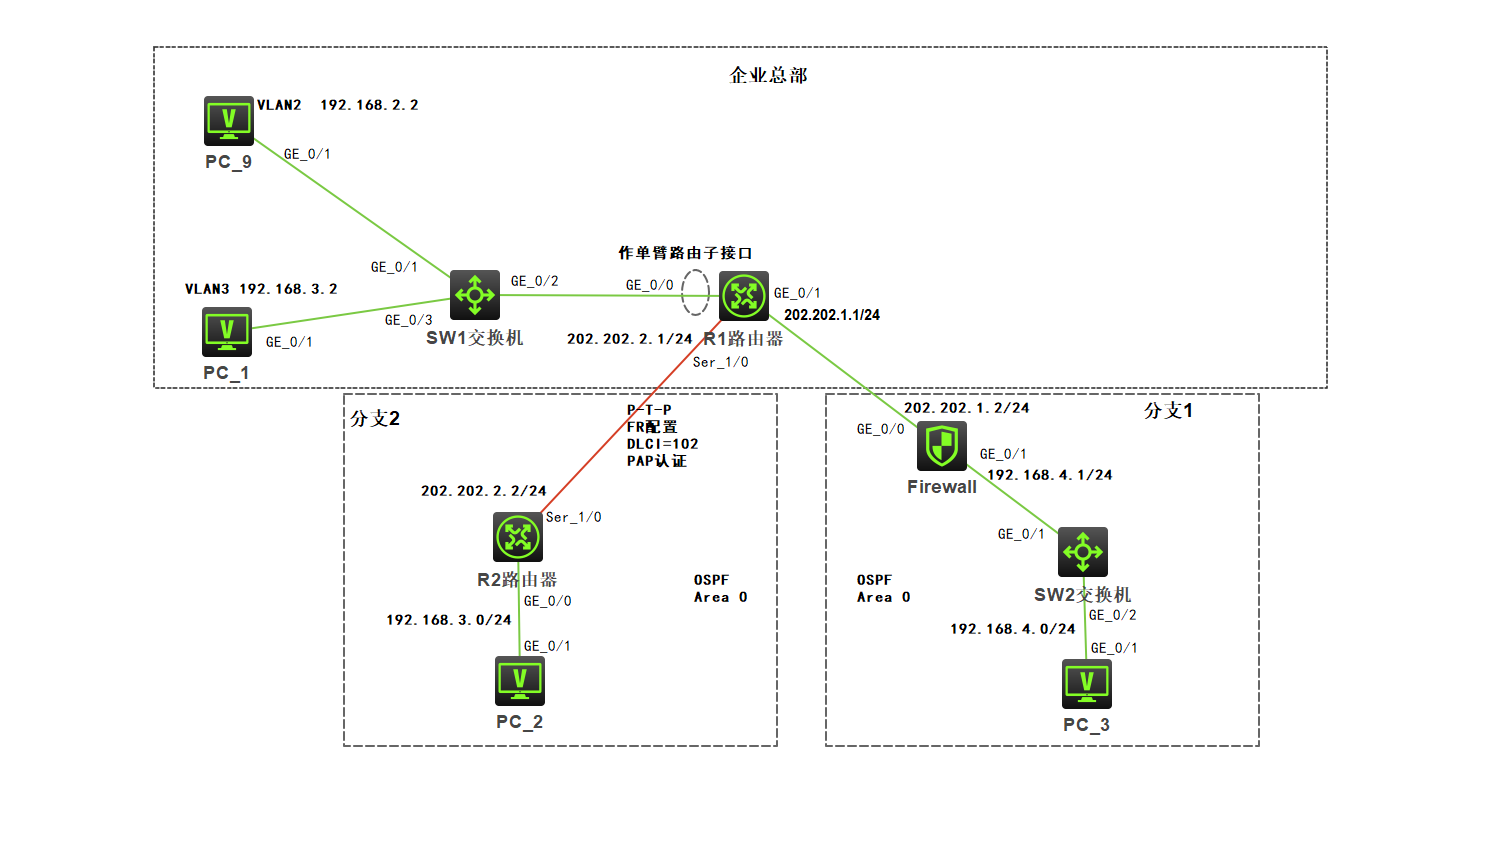 企业总部
VLAN2 192.168.2.2
PC_9
GE_0/1
VLAN3 192.168.3.2
PC_1
GE_0/1
GE_0/1
GE_0/3
SW1交换机
GE_0/2
作单臂路由子接口
GE_0/0
GE_0/1
202.202.1.1/24
R1路由器
202.202.2.1/24
Ser_1/0
分支2
P-T-P
FR配置
DLCI=102
PAP认证
202.202.2.2/24
Ser_1/0
R2路由器
GE_0/0
192.168.3.0/24
GE_0/1
PC_2
OSPF
Area 0
分支1
202.202.1.2/24
GE_0/0
Firewall
GE_0/1
192.168.4.1/24
GE_0/1
SW2交换机
GE_0/2
192.168.4.0/24
GE_0/1
PC_3
OSPF
Area 0